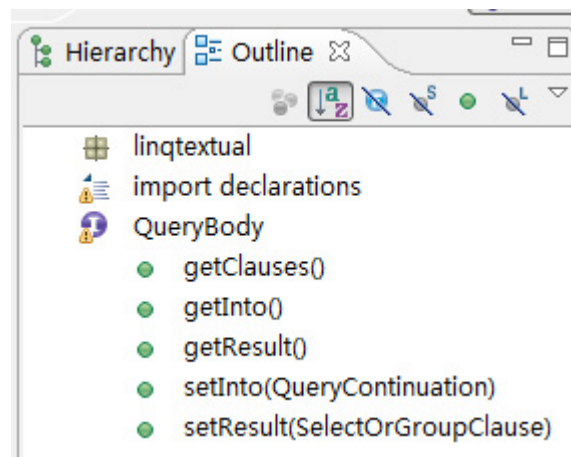 Hierarchy Outline
a z S L
linqtextual
import declarations
QueryBody
getClauses()
getInto()
getResult()
setInto(QueryContinuation)
setResult(SelectOrGroupClause)